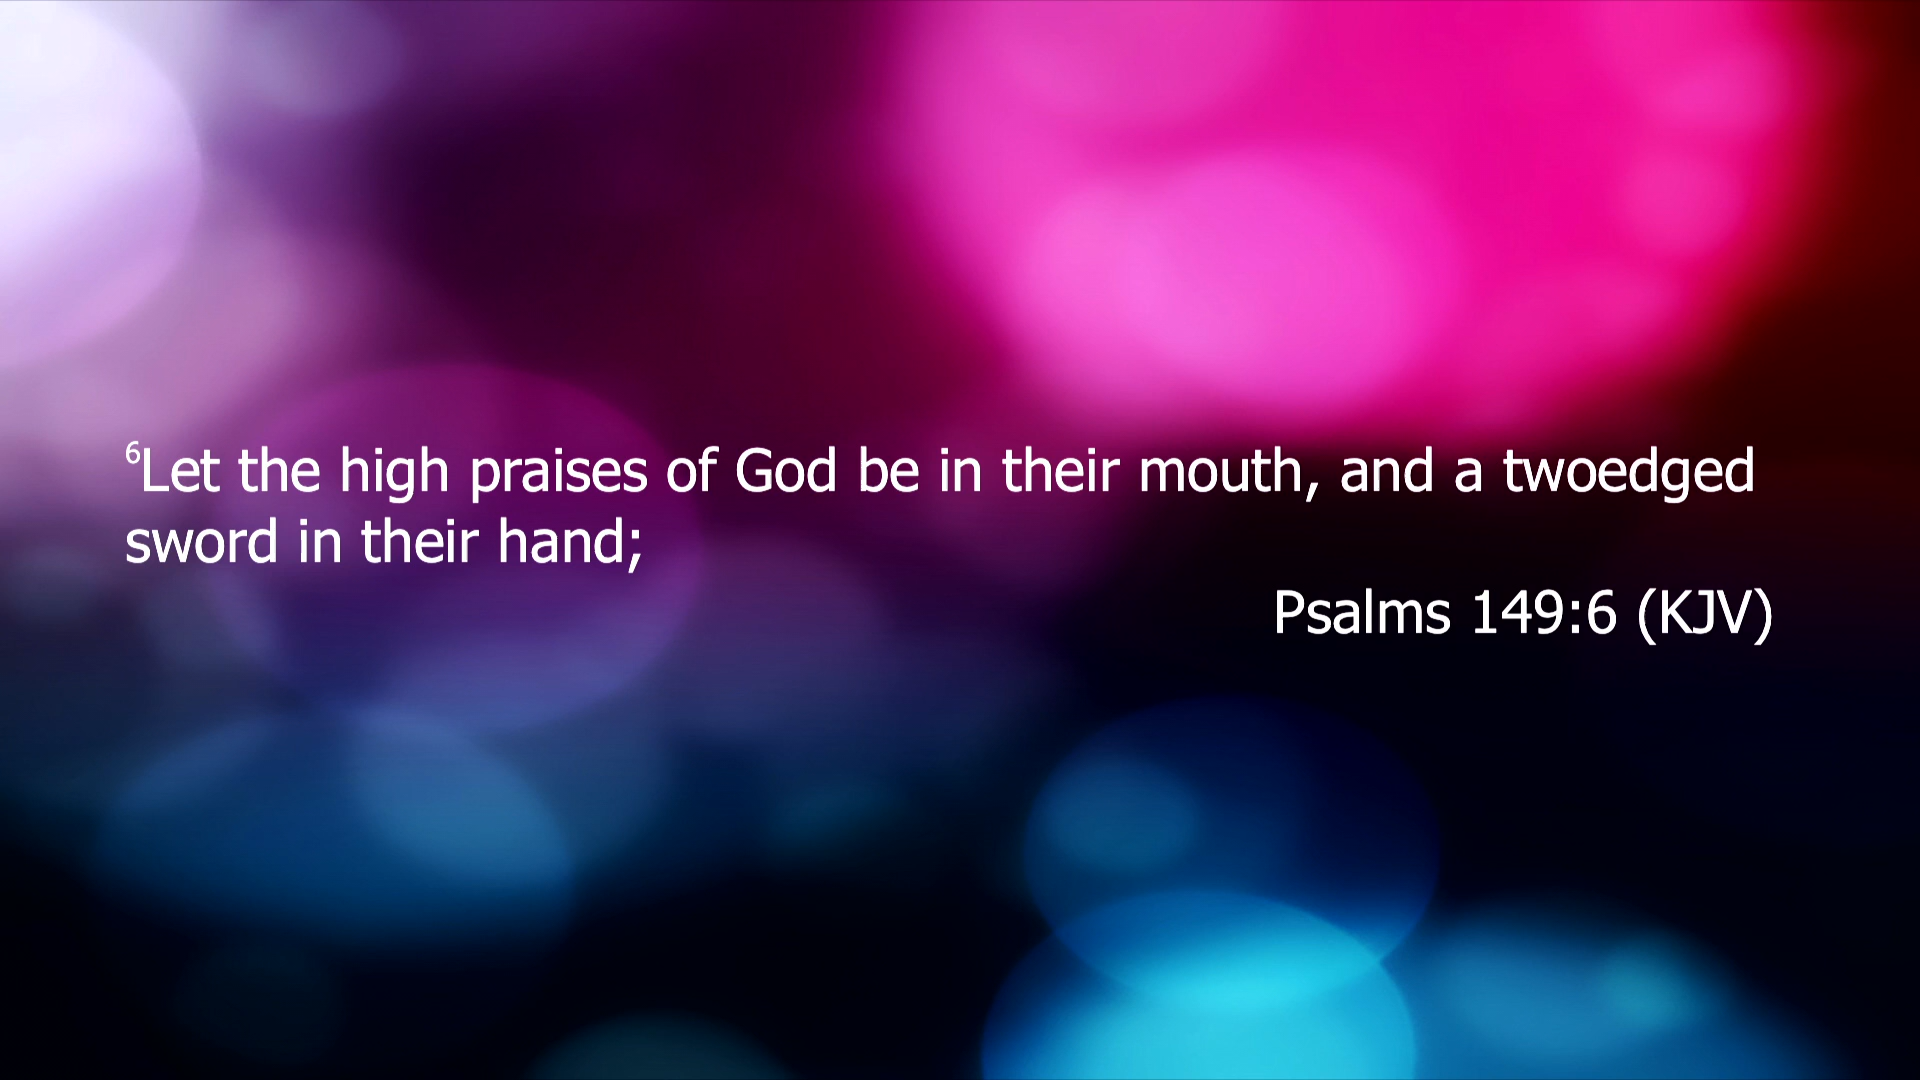 ⁶Let the high praises of God be in their mouth, and a twoedged
sword in their hand;
Psalms 149:6 (KJV)